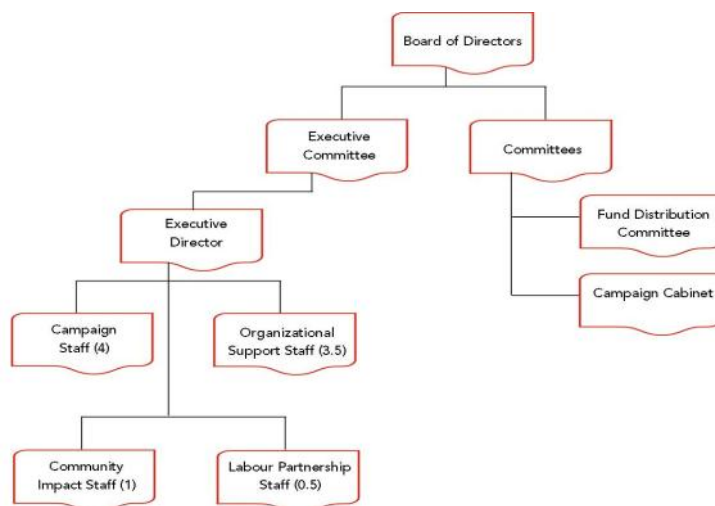 Board of Directors
Executive
Committee
Committees
Executive
Director
Fund Distribution
Committee
Campaign Cabinet
Campaign
Staff (4)
Organizational
Support Staff (3.5)
Community
Impact Staff (1)
Labour Partnership
Staff (0.5)